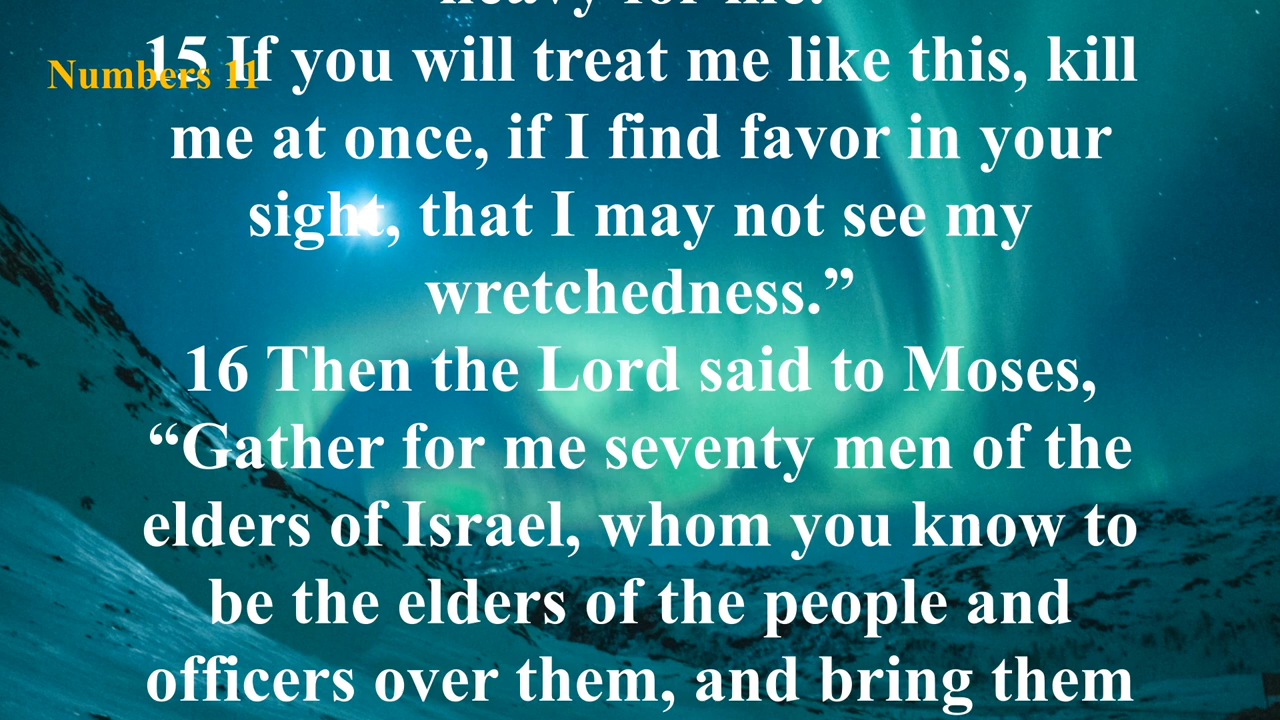 heavy for me.
15 If you will treat me like this, kill
Numbers 11
me at once, if I find favor in your
sight, that I may not see my
wretchedness.”
16 Then the Lord said to Moses,
“Gather for me seventy men of the
elders of Israel, whom you know to
be the elders of the people and
officers over them, and bring them